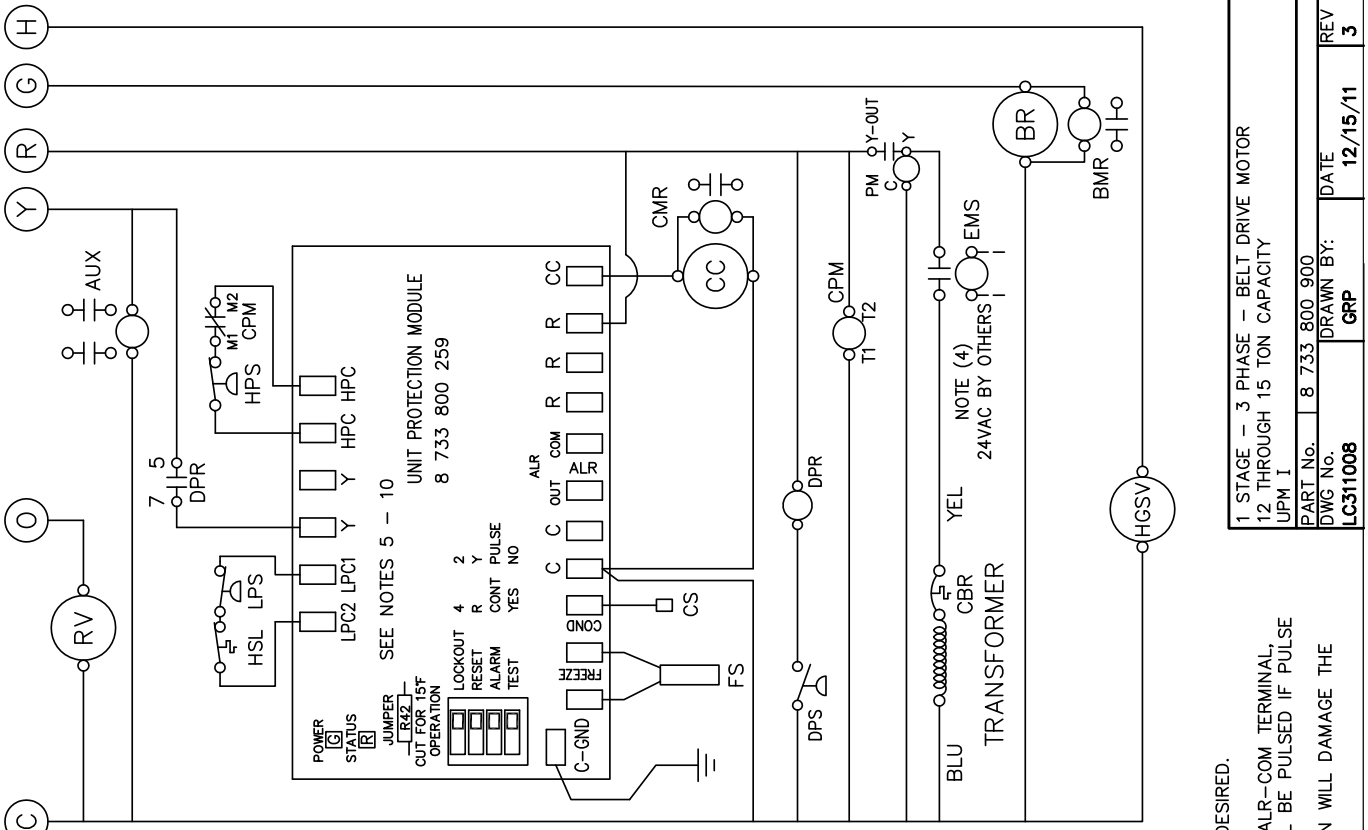 H
G
R
Y
O
C
AUX
7 5
DPR
RV
HSL LPS
HPS
M1 M2
CPM
LPC2 LPC1 Y Y HPC HPC
SEE NOTES 5 - 10
UNIT PROTECTION MODULE
8 733 800 259
POWER
G
STATUS
R
JUMPER
R42
CUT FOR 15°F
OPERATION
LOCKOUT 4 2
RESET R Y
ALARM CONT PULSE
TEST YES NO
C-GND
FREEZE
COND
C C
ALR
OUT COM
ALR
R R R CC
CMR
CC
FS
CS
DPS
DPR
T1 T2
CPM
PM
C
Y-OUT
Y
BLU
TRANSFORMER
CBR
YEL
NOTE (4)
24VAC BY OTHERS
EMS
BR
BMR
HGSV
DESIRED.
ALR-COM TERMINAL,
BE PULSED IF PULSE
WILL DAMAGE THE
1 STAGE - 3 PHASE - BELT DRIVE MOTOR
12 THROUGH 15 TON CAPACITY
UPM I
PART No. 8 733 800 900
DWG No. DRAWN BY: DATE REV
LC311008 GRP 12/15/11 3